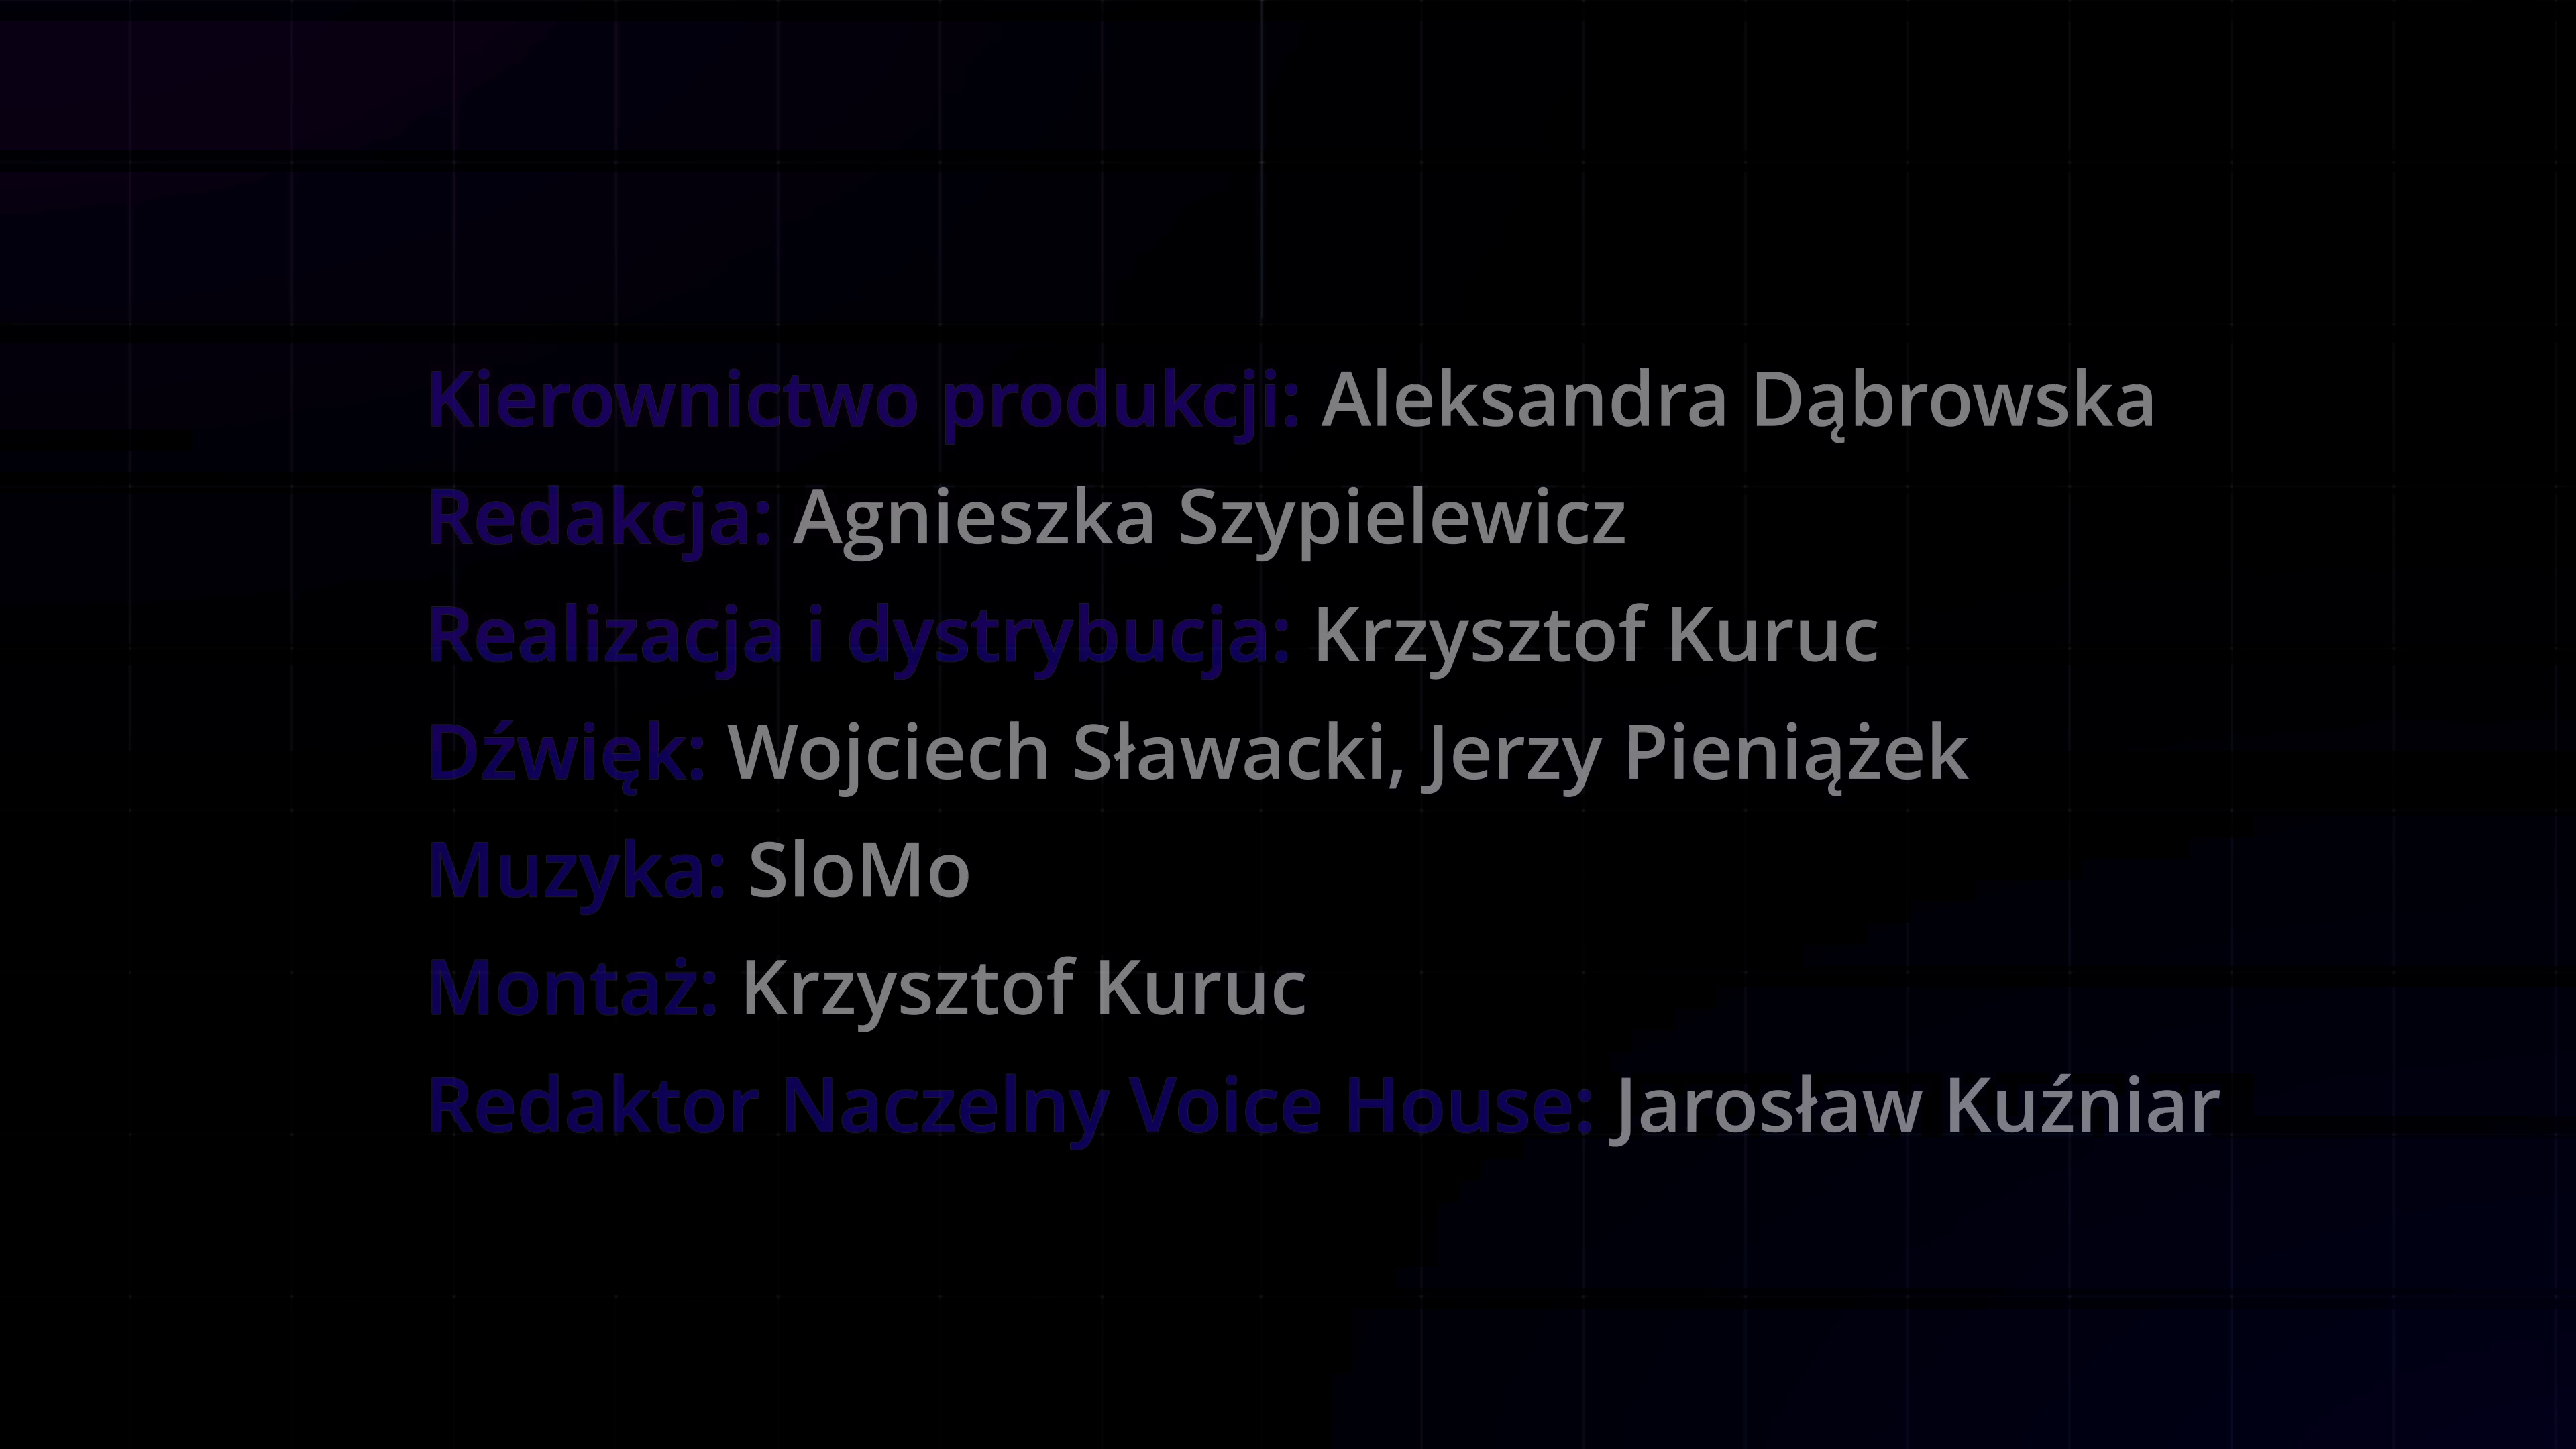 Kierownictwo produkcji: Aleksandra Dąbrowska
Redakcja: Agnieszka Szypielewicz
Realizacja i dystrybucja: Krzysztof Kuruc
Dźwięk: Wojciech Sławacki, Jerzy Pieniążek
Muzyka: SloMo
Montaż: Krzysztof Kuruc
Redaktor Naczelny Voice House: Jarosław Kuźniar